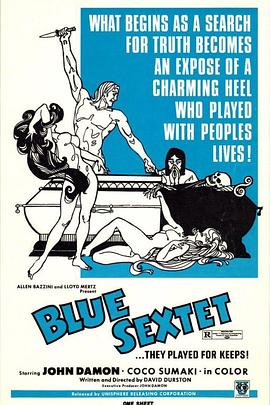 WHAT BEGINS AS A SEARCH
FOR TRUTH BECOMES
AN EXPOSE OF A
CHARMING HEEL
WHO PLAYED
WITH PEOPLES
LIVES!
ALLEN BAZZINI and LLOYD MERTZ
Present
BLUE
SEXTET
R
...THEY PLAYED FOR KEEPS!
Starring JOHN DAMON · COCO SUMAKI · in COLOR
Written and Directed by DAVID DURSTON
Executive Producer JOHN DAMON
Released by UNISPHERE RELEASING CORPORATION
ONE SHEET